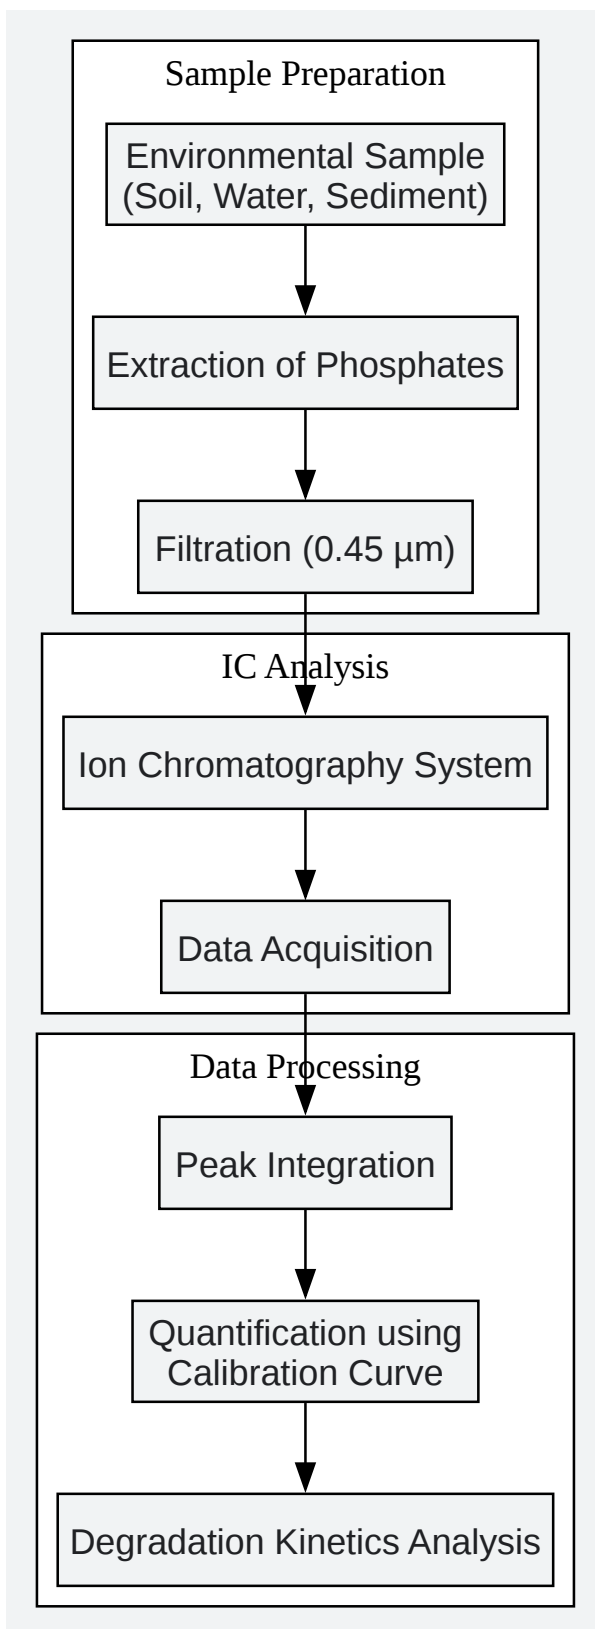 Sample Preparation
Environmental Sample
(Soil, Water, Sediment)
Extraction of Phosphates
Filtration (0.45 µm)
IC Analysis
Ion Chromatography System
Data Acquisition
Data Processing
Peak Integration
Quantification using
Calibration Curve
Degradation Kinetics Analysis